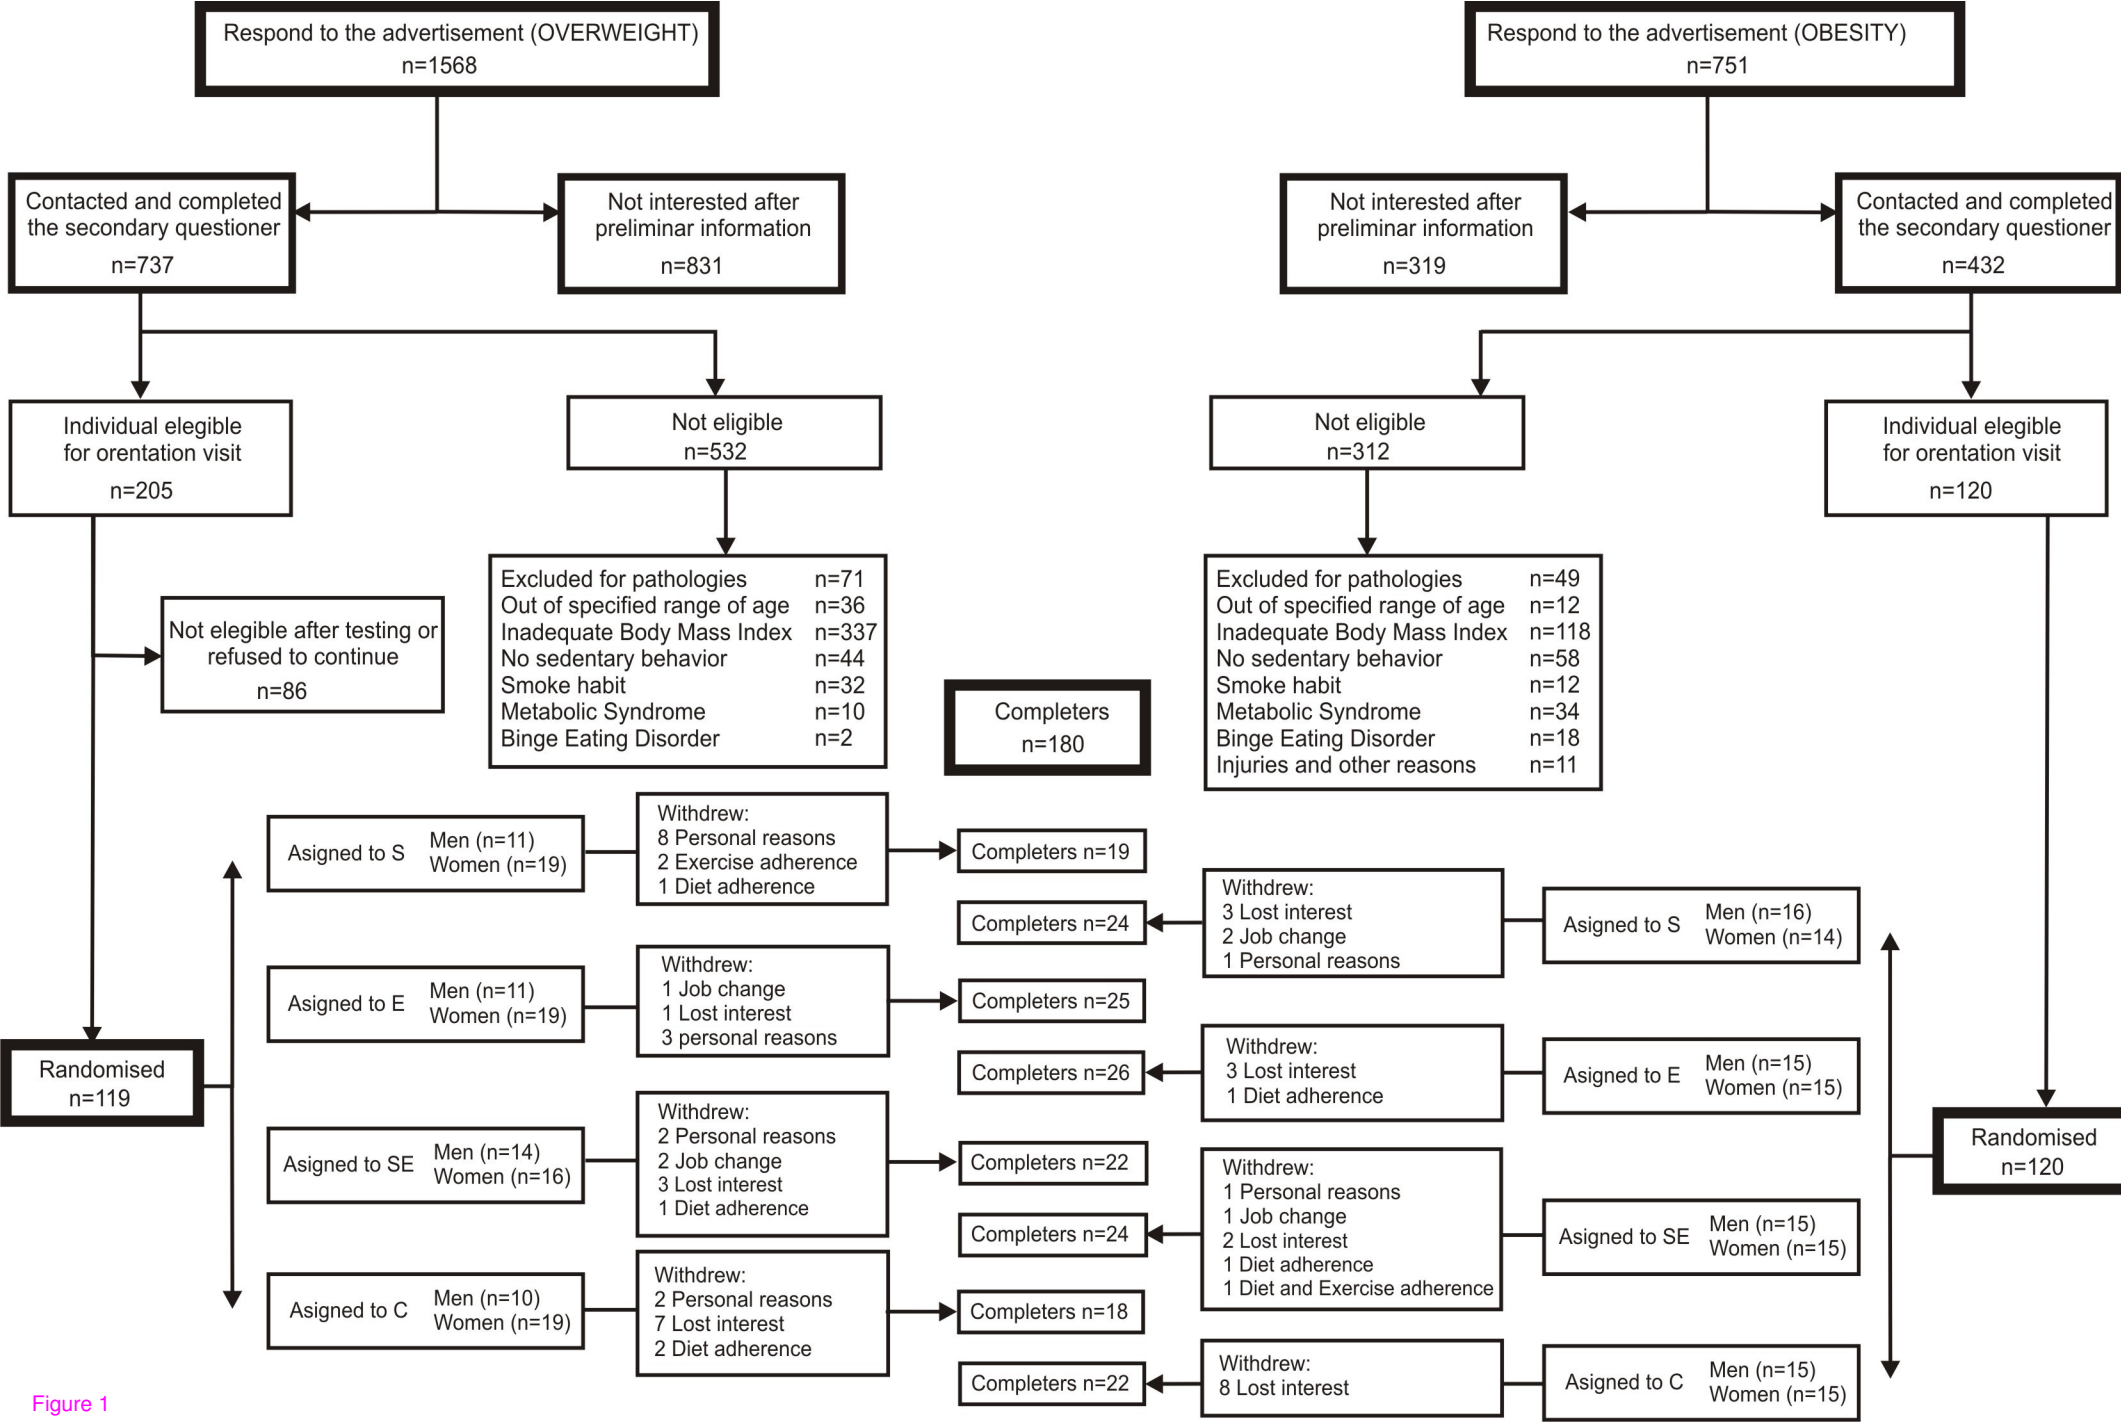 Respond to the advertisement (OVERWEIGHT)
n=1568
Respond to the advertisement (OBESITY)
n=751
Contacted and completed
the secondary questioner
n=737
Not interested after
preliminar information
n=831
Not interested after
preliminar information
n=319
Contacted and completed
the secondary questioner
n=432
Individual elegible
for orentation visit
n=205
Not eligible
n=532
Not eligible
n=312
Individual elegible
for orentation visit
n=120
Not elegible after testing or
refused to continue
n=86
Excluded for pathologies n=71
Out of specified range of age n=36
Inadequate Body Mass Index n=337
No sedentary behavior n=44
Smoke habit n=32
Metabolic Syndrome n=10
Binge Eating Disorder n=2
Completers
n=180
Excluded for pathologies n=49
Out of specified range of age n=12
Inadequate Body Mass Index n=118
No sedentary behavior n=58
Smoke habit n=12
Metabolic Syndrome n=34
Binge Eating Disorder n=18
Injuries and other reasons n=11
Randomised
n=119
Asigned to S
Men (n=11)
Women (n=19)
Withdrew:
8 Personal reasons
2 Exercise adherence
1 Diet adherence
Completers n=19
Asigned to E
Men (n=11)
Women (n=19)
Withdrew:
1 Job change
1 Lost interest
3 personal reasons
Completers n=25
Asigned to SE
Men (n=14)
Women (n=16)
Withdrew:
2 Personal reasons
2 Job change
3 Lost interest
1 Diet adherence
Completers n=22
Asigned to C
Men (n=10)
Women (n=19)
Withdrew:
2 Personal reasons
7 Lost interest
2 Diet adherence
Completers n=18
Completers n=24
Withdrew:
3 Lost interest
2 Job change
1 Personal reasons
Asigned to S
Men (n=16)
Women (n=14)
Completers n=26
Withdrew:
3 Lost interest
1 Diet adherence
Asigned to E
Men (n=15)
Women (n=15)
Completers n=24
Withdrew:
1 Personal reasons
1 Job change
2 Lost interest
1 Diet adherence
1 Diet and Exercise adherence
Asigned to SE
Men (n=15)
Women (n=15)
Completers n=22
Withdrew:
8 Lost interest
Asigned to C
Men (n=15)
Women (n=15)
Randomised
n=120
Figure 1